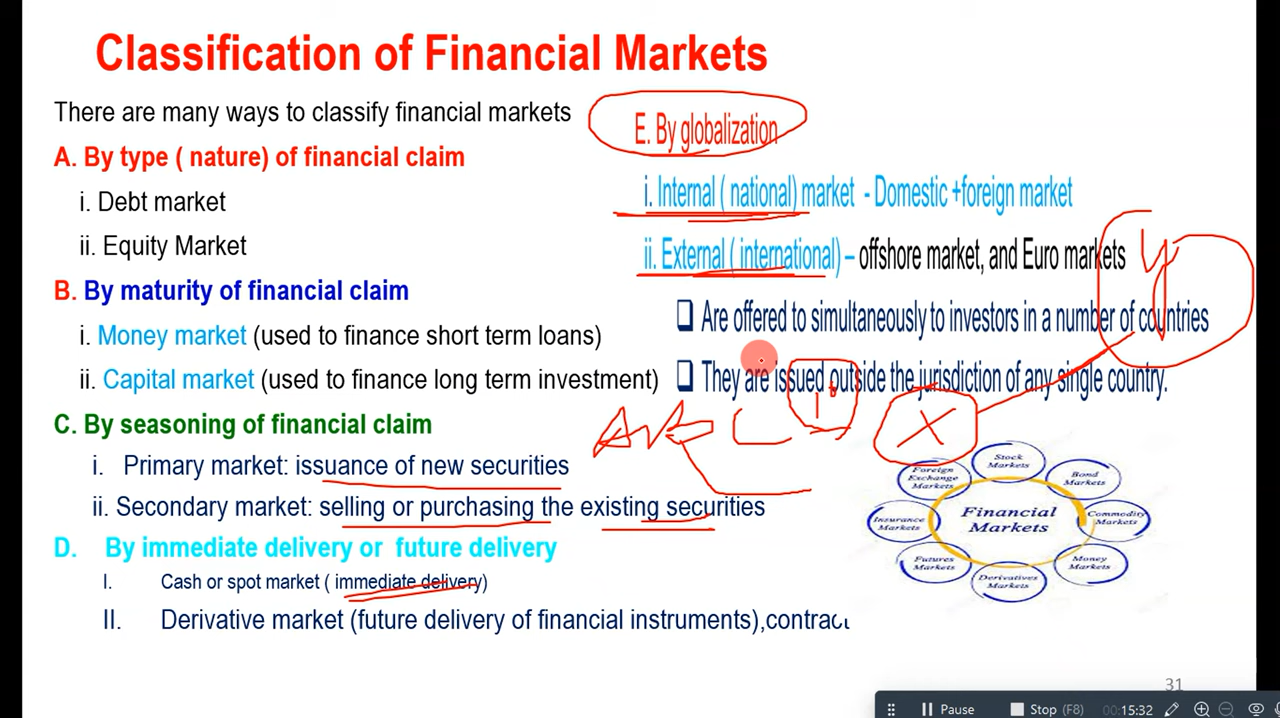 Classification of Financial Markets
There are many ways to classify financial markets
A. By type ( nature) of financial claim
i. Debt market
ii. Equity Market
B. By maturity of financial claim
i. Money market (used to finance short term loans)
ii. Capital market (used to finance long term investment)
C. By seasoning of financial claim
i. Primary market: issuance of new securities
ii. Secondary market: selling or purchasing the existing securities
D. By immediate delivery or future delivery
I. Cash or spot market ( immediate delivery)
II. Derivative market (future delivery of financial instruments),contract
E. By globalization
i. Internal ( national) market - Domestic +foreign market
ii. External ( international) – offshore market, and Euro markets
❑ Are offered to simultaneously to investors in a number of countries
❑ They are issued outside the jurisdiction of any single country.
y
X
Stock Markets
Foreign Exchange Markets
Bond Markets
Insurance Markets
Financial Markets
Commodity Markets
Futures Markets
Money Markets
Derivatives Markets
31
Pause
Stop (F8)
00:15:32